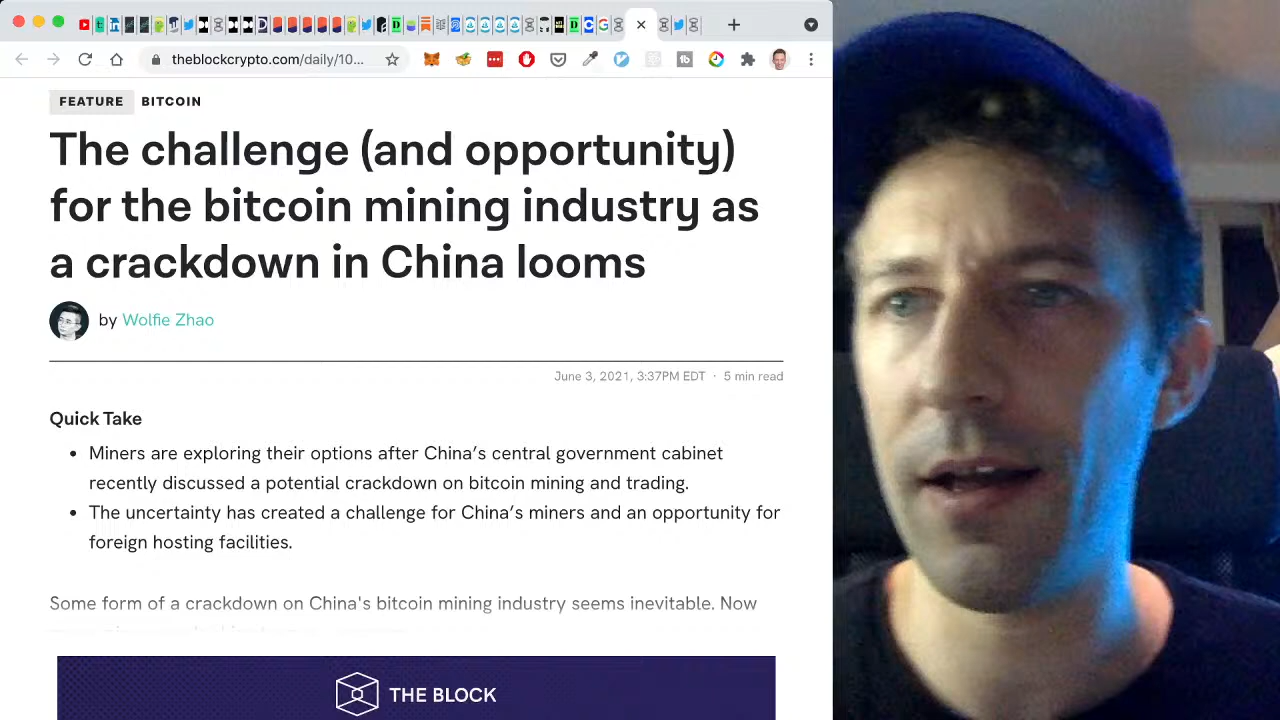 theblockcrypto.com/daily/10...
FEATURE BITCOIN
The challenge (and opportunity)
for the bitcoin mining industry as
a crackdown in China looms
by Wolfie Zhao
June 3, 2021, 3:37PM EDT · 5 min read
Quick Take
• Miners are exploring their options after China's central government cabinet
recently discussed a potential crackdown on bitcoin mining and trading.
• The uncertainty has created a challenge for China's miners and an opportunity for
foreign hosting facilities.
Some form of a crackdown on China's bitcoin mining industry seems inevitable. Now
THE BLOCK